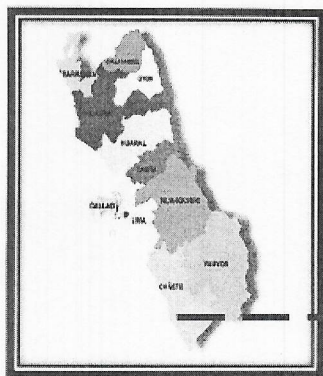 CAJATAMBO
BARRANCA
OYON
HUARAL
CANTA
CALLAO
LIMA
HUAROCHIRI
YAUYOS
CAÑETE